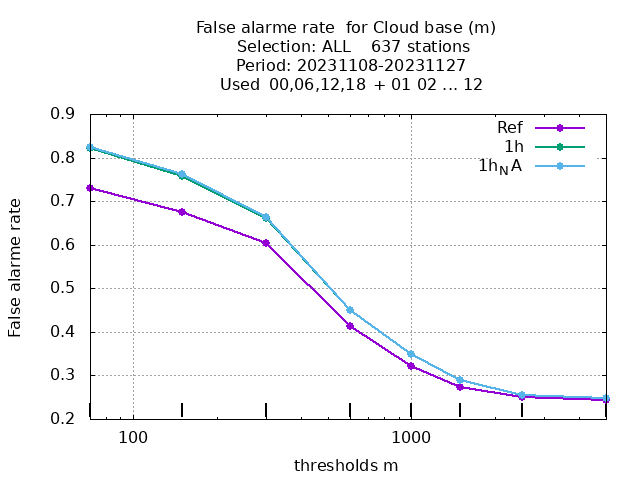 False alarme rate for Cloud base (m)
Selection: ALL 637 stations
Period: 20231108-20231127
Used 00,06,12,18 + 01 02 ... 12
0.9
0.8
0.7
0.6
0.5
0.4
0.3
0.2
False alarme rate
Ref
1h
1hNA
100
1000
thresholds m